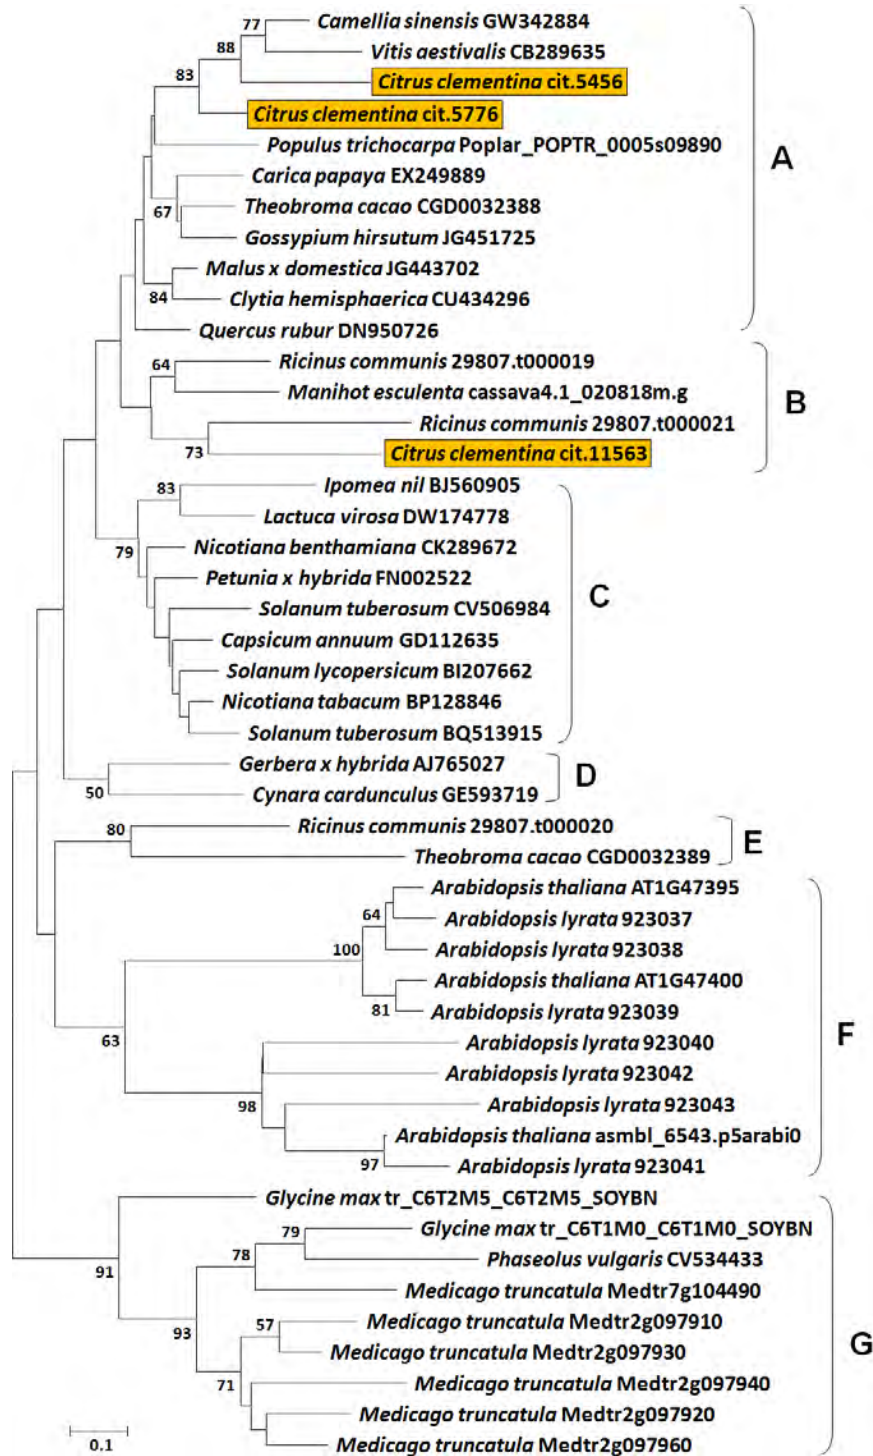 77
Camellia sinensis GW342884
88
Vitis aestivalis CB289635
83
Citrus clementina cit.5456
Citrus clementina cit.5776
Populus trichocarpa Poplar_POPTR_0005s09890
A
Carica papaya EX249889
67
Theobroma cacao CGD0032388
Gossypium hirsutum JG451725
Malus x domestica JG443702
84
Clytia hemisphaerica CU434296
Quercus rubur DN950726
64
Ricinus communis 29807.t000019
Manihot esculenta cassava4.1_020818m.g
B
Ricinus communis 29807.t000021
73
Citrus clementina cit.11563
83
Ipomea nil BJ560905
Lactuca virosa DW174778
79
Nicotiana benthamiana CK289672
Petunia x hybrida FN002522
C
Solanum tuberosum CV506984
Capsicum annuum GD112635
Solanum lycopersicum BI207662
Nicotiana tabacum BP128846
Solanum tuberosum BQ513915
Gerbera x hybrida AJ765027
D
50
Cynara cardunculus GE593719
80
Ricinus communis 29807.t000020
E
Theobroma cacao CGD0032389
Arabidopsis thaliana AT1G47395
64
Arabidopsis lyrata 923037
100
Arabidopsis lyrata 923038
Arabidopsis thaliana AT1G47400
81
Arabidopsis lyrata 923039
63
Arabidopsis lyrata 923040
F
Arabidopsis lyrata 923042
98
Arabidopsis lyrata 923043
Arabidopsis thaliana asmbl_6543.p5arabi0
97
Arabidopsis lyrata 923041
Glycine max tr_C6T2M5_C6T2M5_SOYBN
79
Glycine max tr_C6T1M0_C6T1M0_SOYBN
78
Phaseolus vulgaris CV534433
91
Medicago truncatula Medtr7g104490
93
57
Medicago truncatula Medtr2g097910
G
Medicago truncatula Medtr2g097930
71
Medicago truncatula Medtr2g097940
Medicago truncatula Medtr2g097920
0.1
Medicago truncatula Medtr2g097960